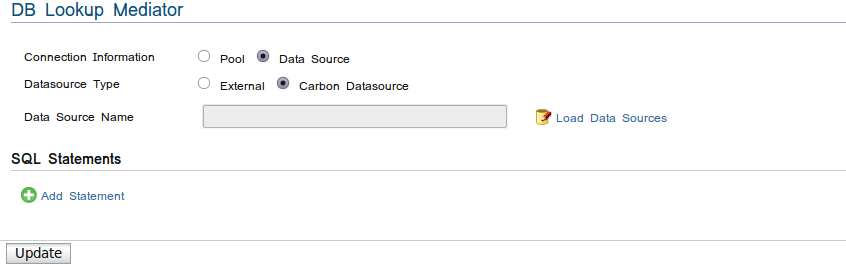 DB Lookup Mediator
Connection Information Pool Data Source
Datasource Type External Carbon Datasource
Data Source Name Load Data Sources
SQL Statements
Add Statement
Update